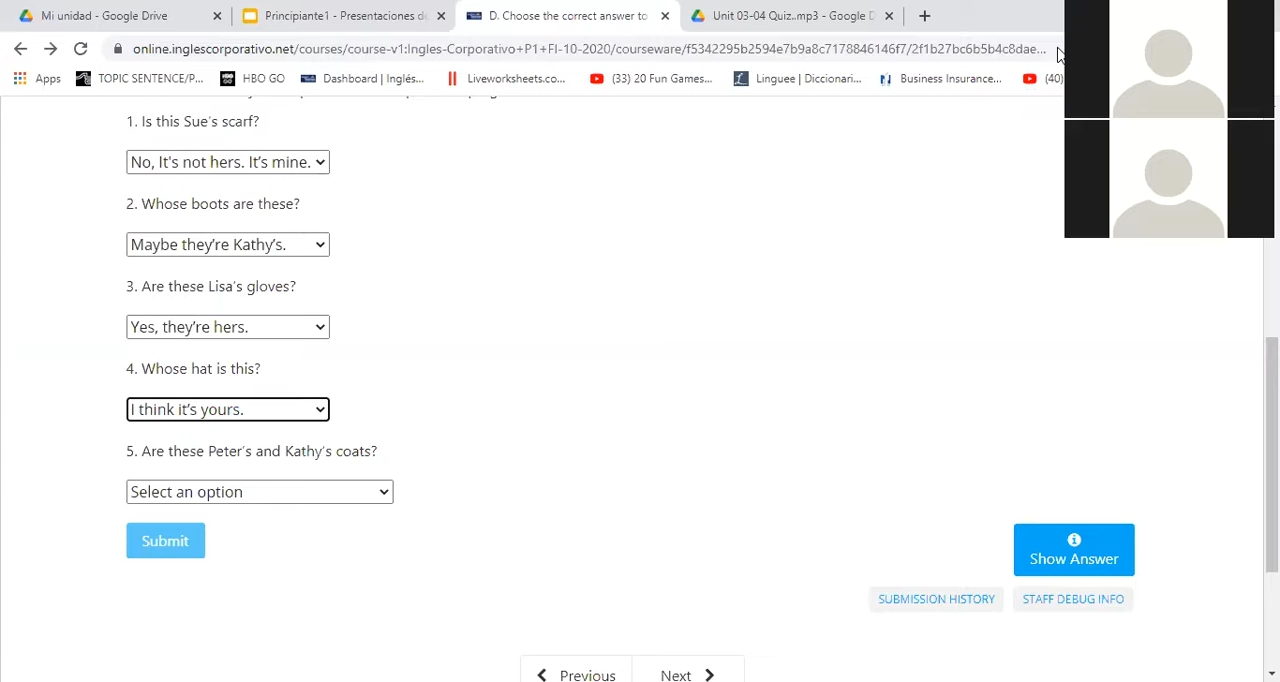 Mi unidad - Google Drive
Principiante1 - Presentaciones de
D. Choose the correct answer to
Unit 03-04 Quiz..mp3 - Google D
online.inglescorporativo.net/courses/course-v1:Ingles-Corporativo+P1+FI-10-2020/courseware/f5342295b2594e7b9a8c7178846146f7/2f1b27bc6b5b4c8dae...
Apps
TOPIC SENTENCE/P...
HBO GO
Dashboard | Inglés...
Liveworksheets.co...
(33) 20 Fun Games...
Linguee | Diccionari...
Business Insurance...
(40)
1. Is this Sue's scarf?
No, It's not hers. It's mine.
2. Whose boots are these?
Maybe they're Kathy's.
3. Are these Lisa's gloves?
Yes, they're hers.
4. Whose hat is this?
I think it's yours.
5. Are these Peter's and Kathy's coats?
Select an option
Submit
Show Answer
SUBMISSION HISTORY
STAFF DEBUG INFO
Previous
Next